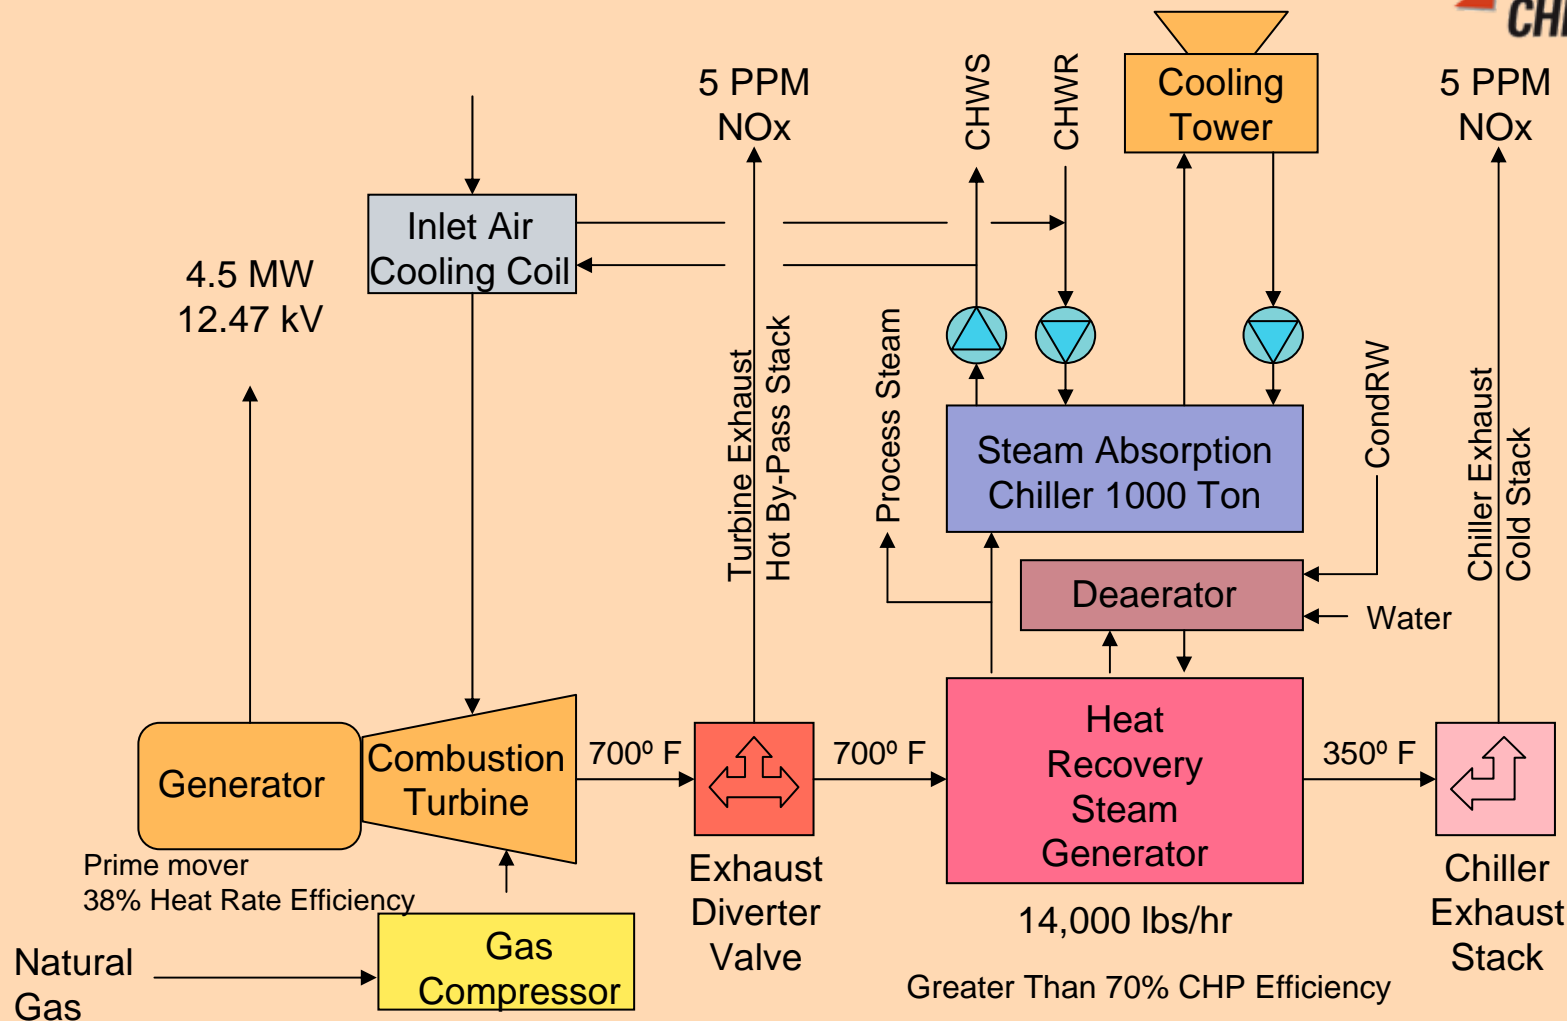 CHWS
CHWR
5 PPM
NOx
Cooling
Tower
5 PPM
NOx
Inlet Air
Cooling Coil
4.5 MW
12.47 kV
Turbine Exhaust
Hot By-Pass Stack
Process Steam
CondRW
Chiller Exhaust
Cold Stack
Steam Absorption
Chiller 1000 Ton
Deaerator
Water
Generator
Combustion
Turbine
700º F
700º F
Heat
Recovery
Steam
Generator
350º F
Prime mover
38% Heat Rate Efficiency
Exhaust
Diverter
Valve
14,000 lbs/hr
Chiller
Exhaust
Stack
Natural
Gas
Gas
Compressor
Greater Than 70% CHP Efficiency